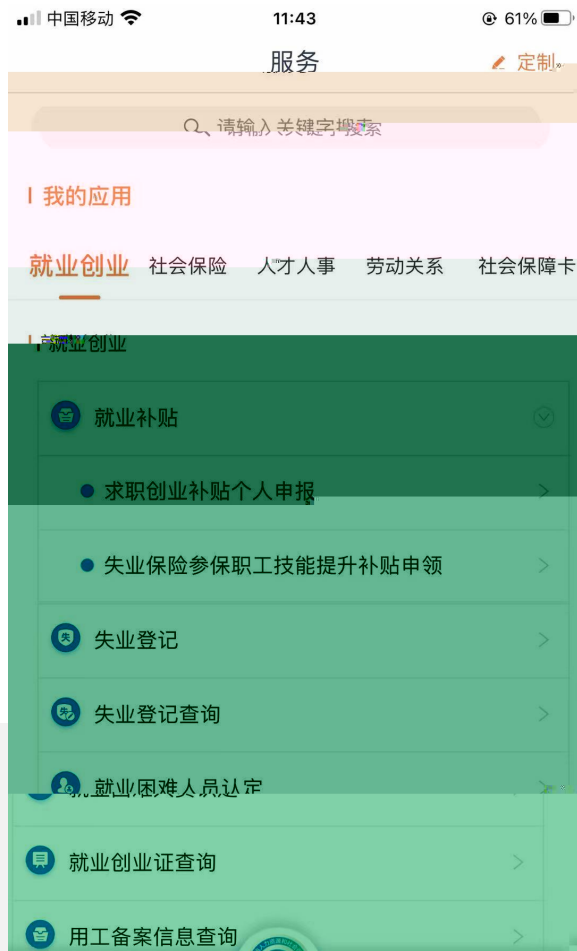 中国移动 11:43 61%
服务 定制
请输入关键字搜索
我的应用
就业创业 社会保险 人才人事 劳动关系 社会保障卡
就业创业
就业补贴
求职创业补贴个人申报
失业保险参保职工技能提升补贴申领
失 失业登记
失 失业登记查询
就业困难人员认定
就业创业证查询
用工备案信息查询